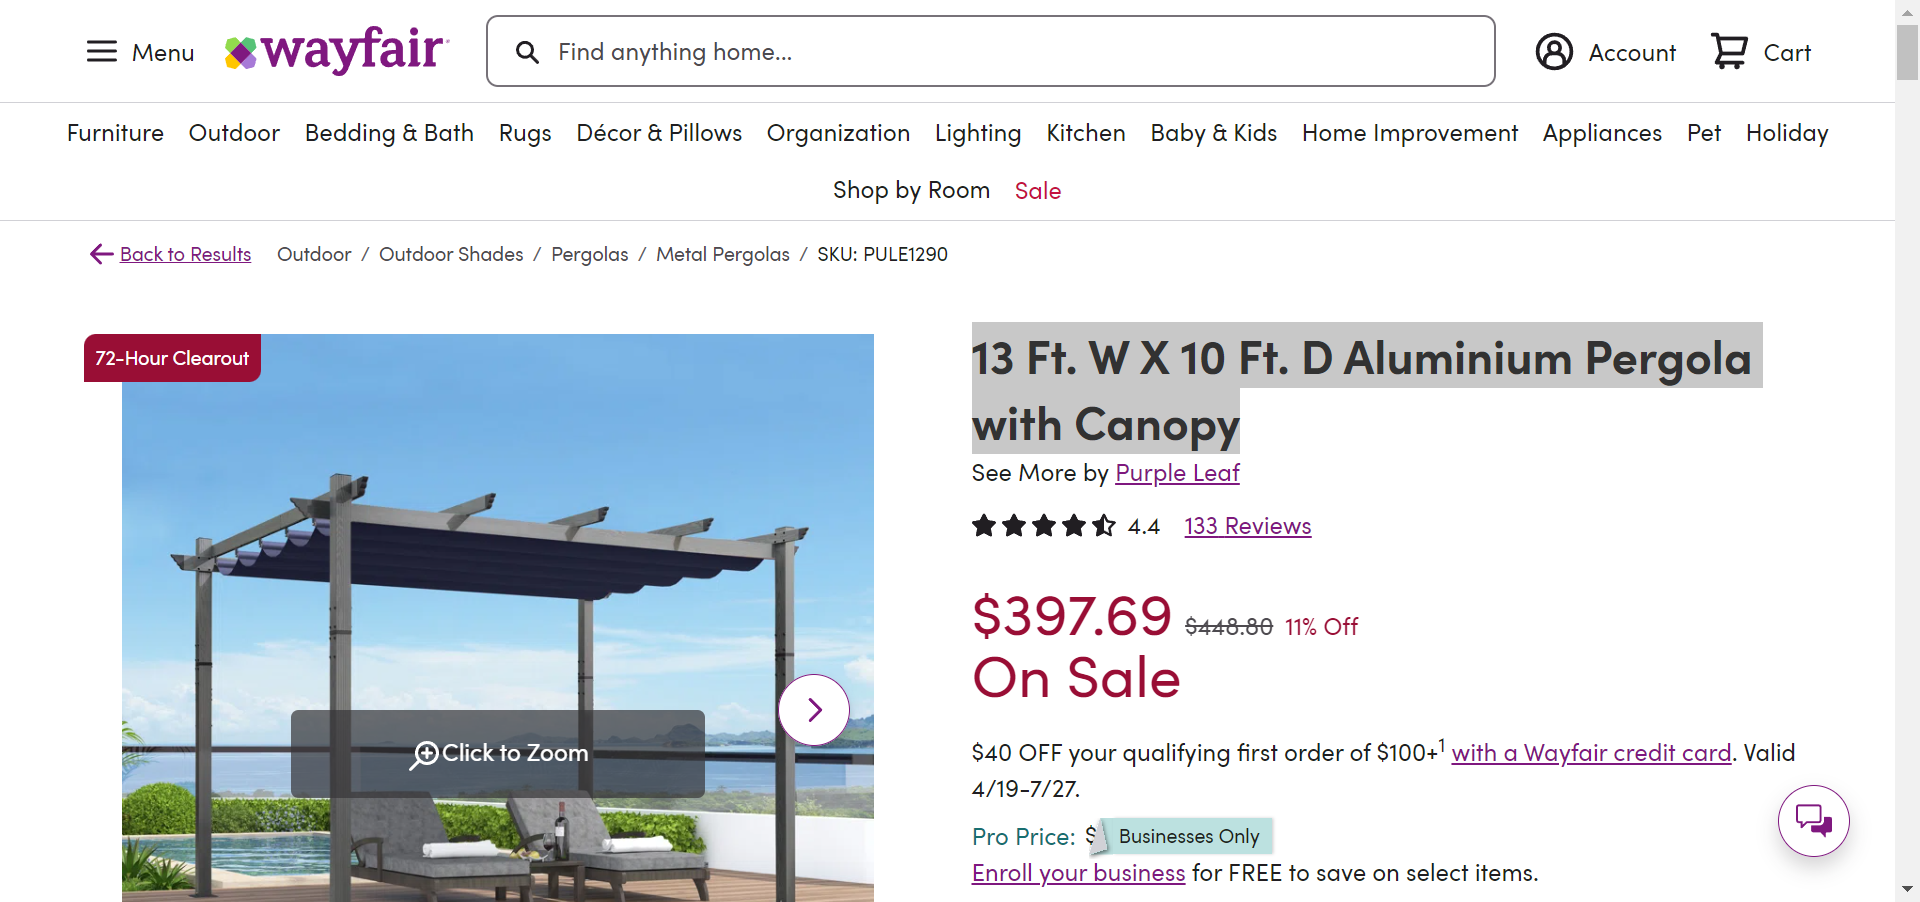 Menu
wayfair
Find anything home...
Account
Cart
Furniture Outdoor Bedding & Bath Rugs Décor & Pillows Organization Lighting Kitchen Baby & Kids Home Improvement Appliances Pet Holiday
Shop by Room Sale
Back to Results Outdoor / Outdoor Shades / Pergolas / Metal Pergolas / SKU: PULE1290
72-Hour Clearout
Click to Zoom
13 Ft. W X 10 Ft. D Aluminium Pergola
with Canopy
See More by Purple Leaf
4.4 133 Reviews
$397.69 $448.80 11% Off
On Sale
$40 OFF your qualifying first order of $100+1 with a Wayfair credit card. Valid
4/19-7/27.
Pro Price: $ Businesses Only
Enroll your business for FREE to save on select items.